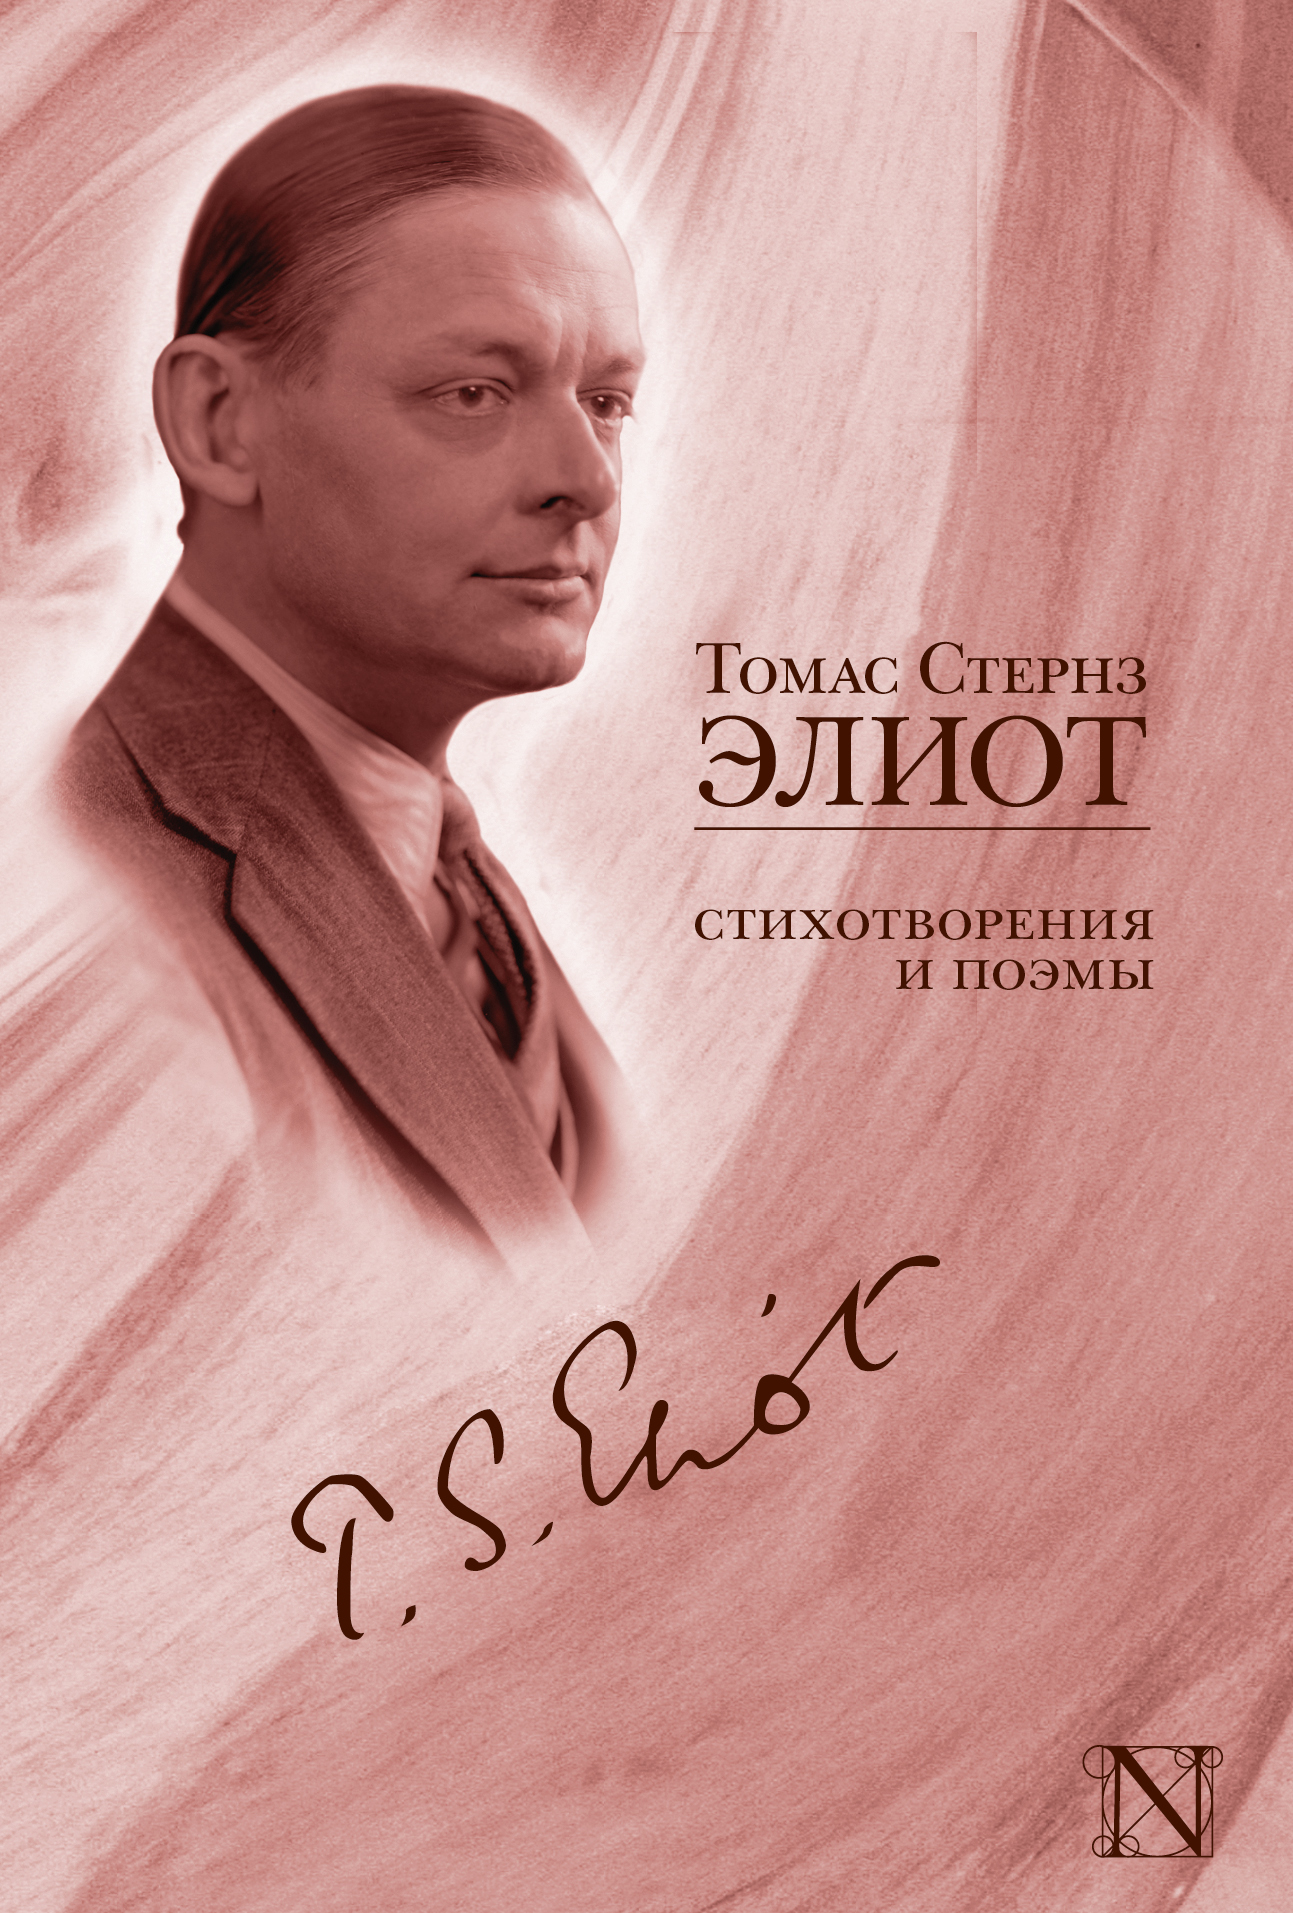 Томас Стернз
ЭЛИОТ
СТИХОТВОРЕНИЯ
И ПОЭМЫ
T. S. Eliot
N